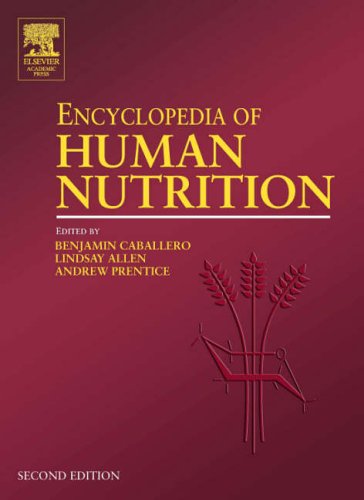 ELSEVIER
ACADEMIC
PRESS
ENCYCLOPEDIA OF
HUMAN
NUTRITION
EDITED BY
BENJAMIN CABALLERO
LINDSAY ALLEN
ANDREW PRENTICE
SECOND EDITION